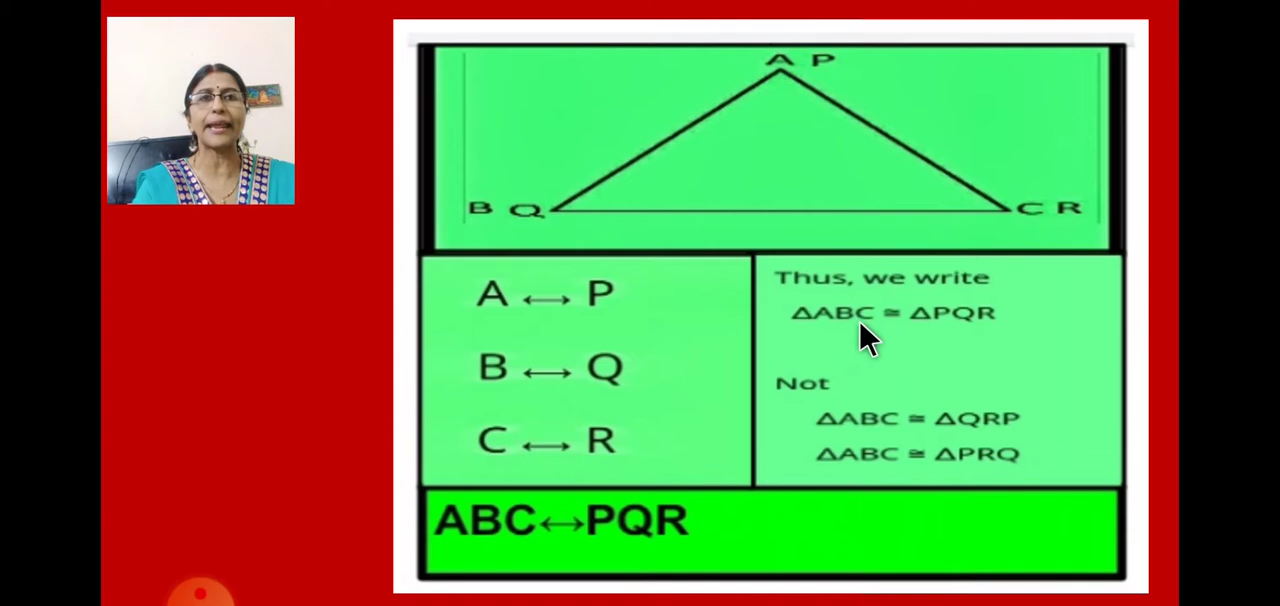 A P
B Q
C R
A ↔ P
B ↔ Q
C ↔ R
Thus, we write
ΔABC ≅ ΔPQR
Not
ΔABC ≅ ΔQRP
ΔABC ≅ ΔPRQ
ABC↔PQR